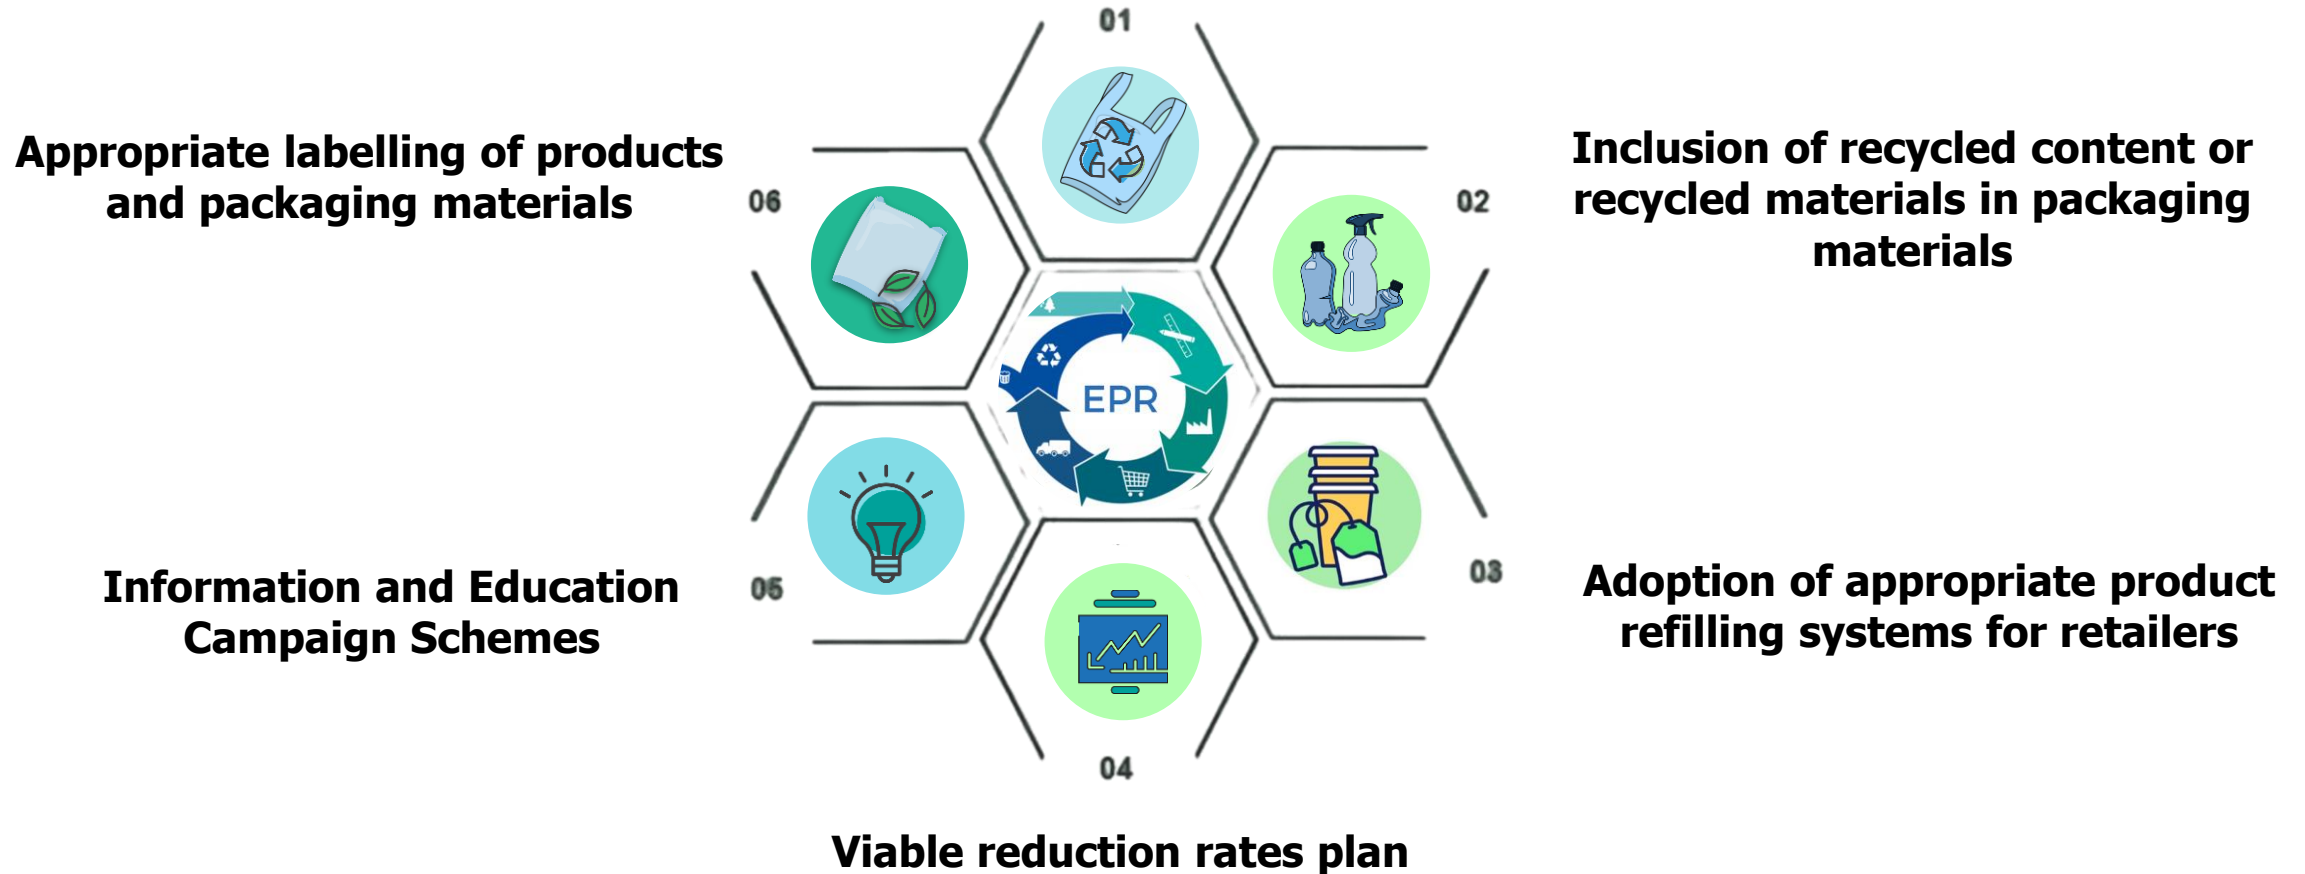 01
Appropriate labelling of products
and packaging materials
06
02
Inclusion of recycled content or
recycled materials in packaging
materials
EPR
Information and Education
Campaign Schemes
05
03
Adoption of appropriate product
refilling systems for retailers
04
Viable reduction rates plan